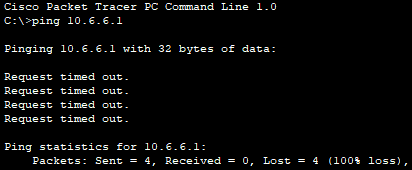 Cisco Packet Tracer PC Command Line 1.0
C:\>ping 10.6.6.1
Pinging 10.6.6.1 with 32 bytes of data:
Request timed out.
Request timed out.
Request timed out.
Request timed out.
Ping statistics for 10.6.6.1:
Packets: Sent = 4, Received = 0, Lost = 4 (100% loss),